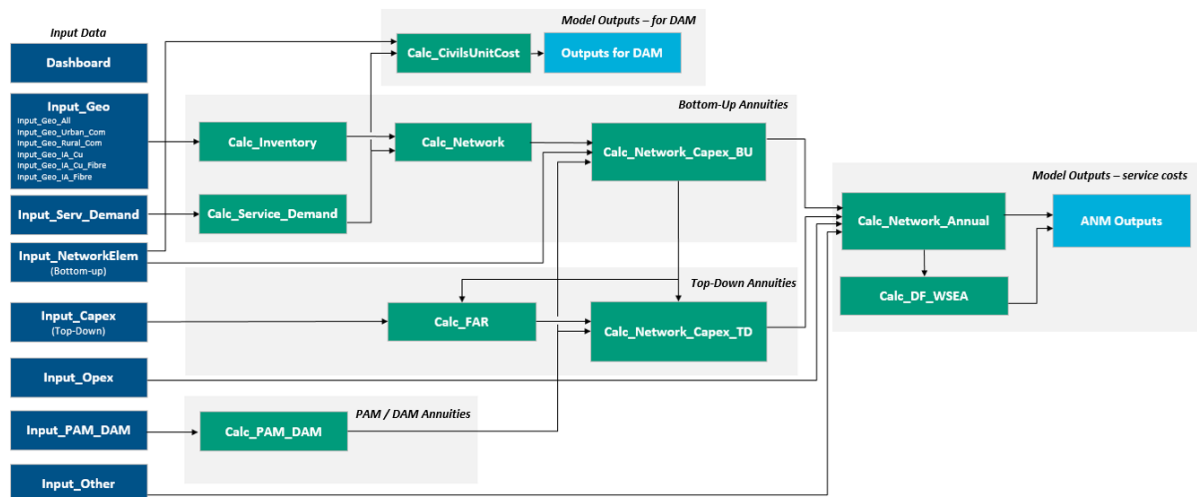 Input Data
Dashboard
Input_Geo
Input_Geo_All
Input_Geo_Urban_Com
Input_Geo_Rural_Com
Input_Geo_IA_Cu
Input_Geo_IA_Cu_Fibre
Input_Geo_IA_Fibre
Input_Serv_Demand
Input_NetworkElem
(Bottom-up)
Input_Capex
(Top-Down)
Input_Opex
Input_PAM_DAM
Input_Other
Model Outputs – for DAM
Calc_CivilsUnitCost
Outputs for DAM
Bottom-Up Annuities
Calc_Inventory
Calc_Network
Calc_Network_Capex_BU
Calc_Service_Demand
Top-Down Annuities
Calc_FAR
Calc_Network_Capex_TD
PAM / DAM Annuities
Calc_PAM_DAM
Model Outputs – service costs
Calc_Network_Annual
ANM Outputs
Calc_DF_WSEA